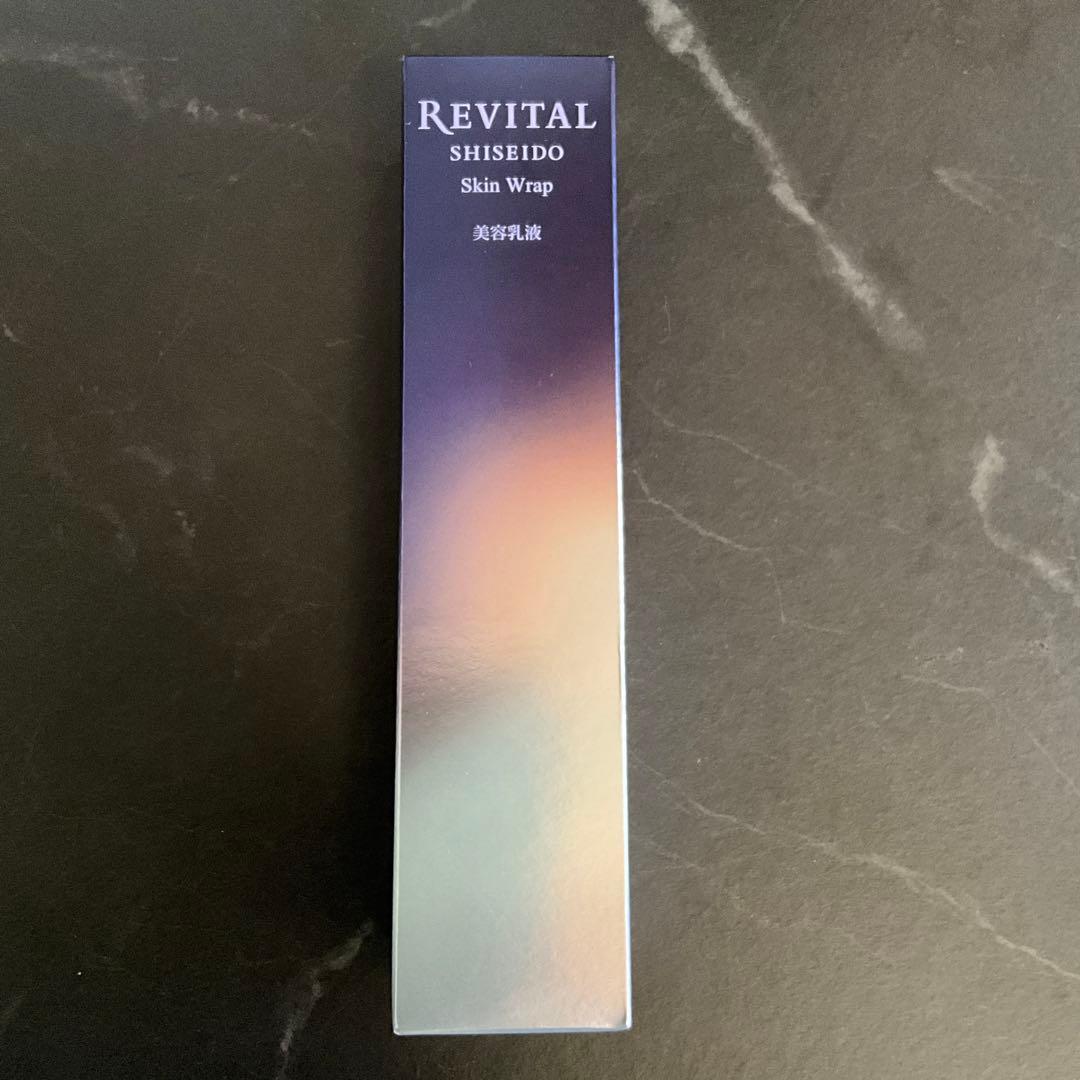 REVITAL
SHISEIDO
Skin Wrap
美容乳液